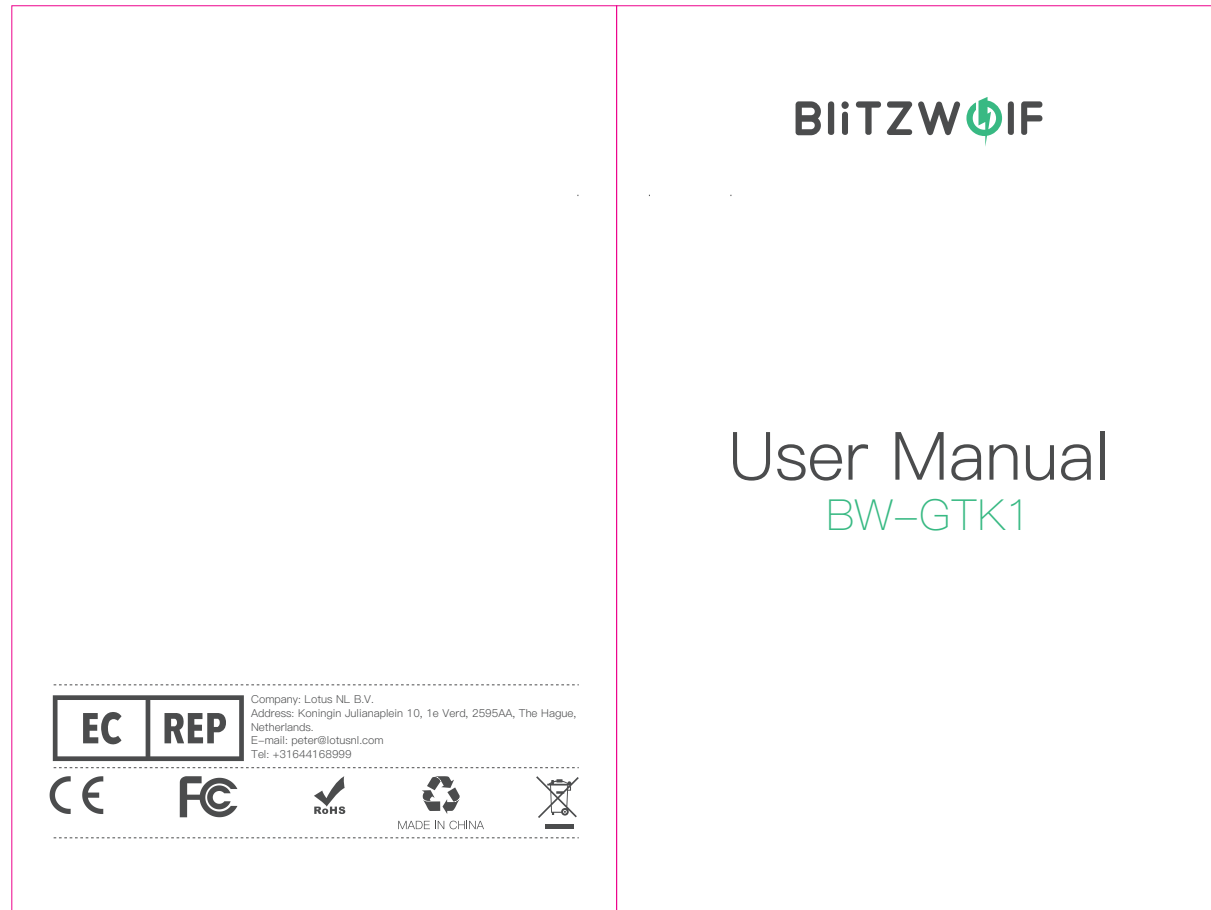 BLiTZWOLF
User Manual
BW-GTK1
EC REP
Company: Lotus NL B.V.
Address: Koningin Julianaplein 10, 1e Verd, 2595AA, The Hague,
Netherlands.
E-mail: peter@lotusnl.com
Tel: +31644168999
CE FC RoHS
MADE IN CHINA